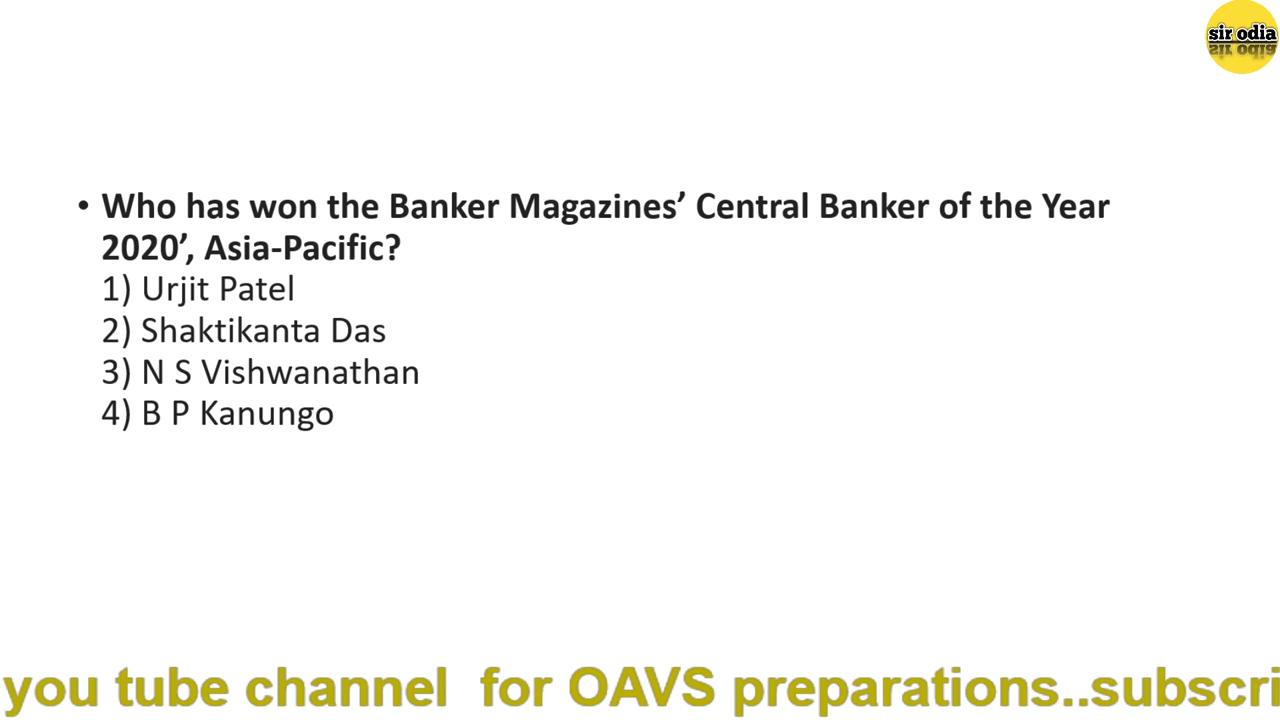 sir odia
• Who has won the Banker Magazines’ Central Banker of the Year
2020’, Asia-Pacific?
1) Urjit Patel
2) Shaktikanta Das
3) N S Vishwanathan
4) B P Kanungo
you tube channel for OAVS preparations..subscri